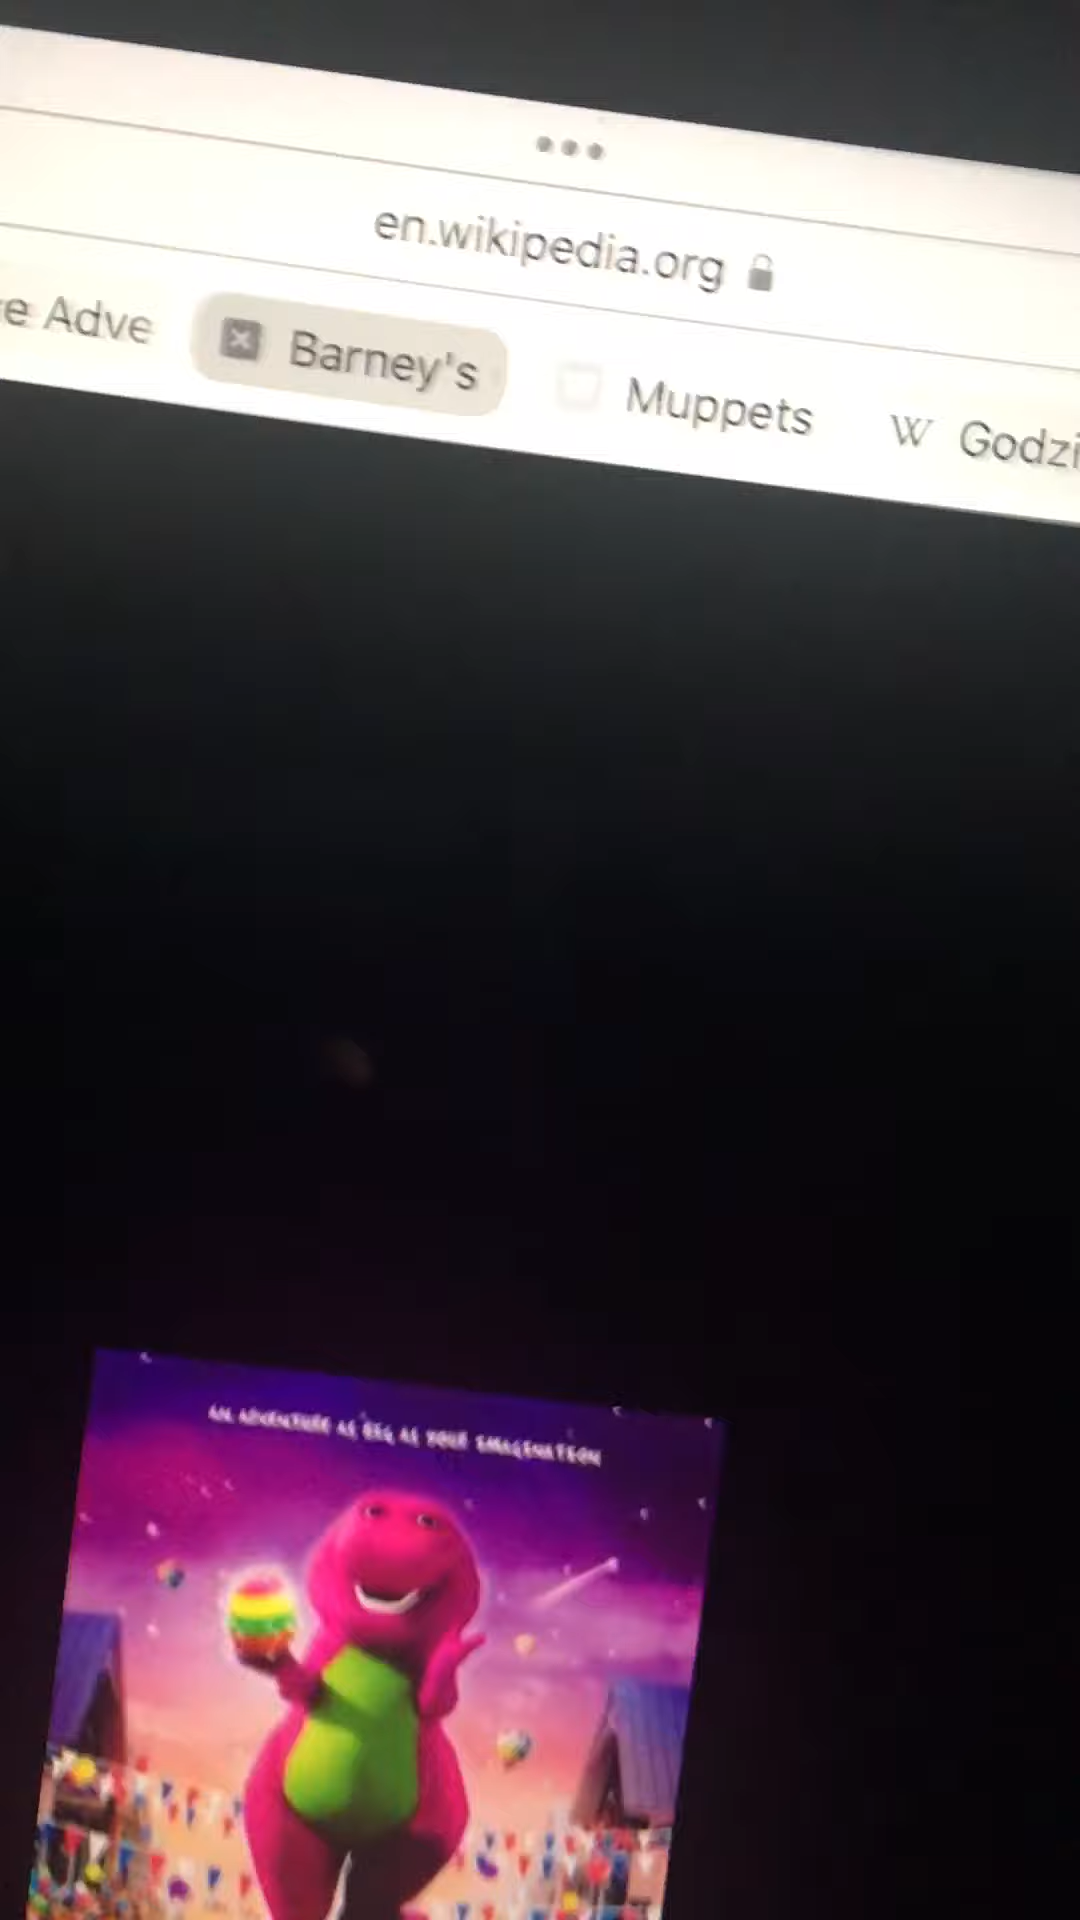 en.wikipedia.org
e Adve
Barney's
Muppets
W Godzi
AN ADVENTURE AS BIG AS YOUR IMAGINATION